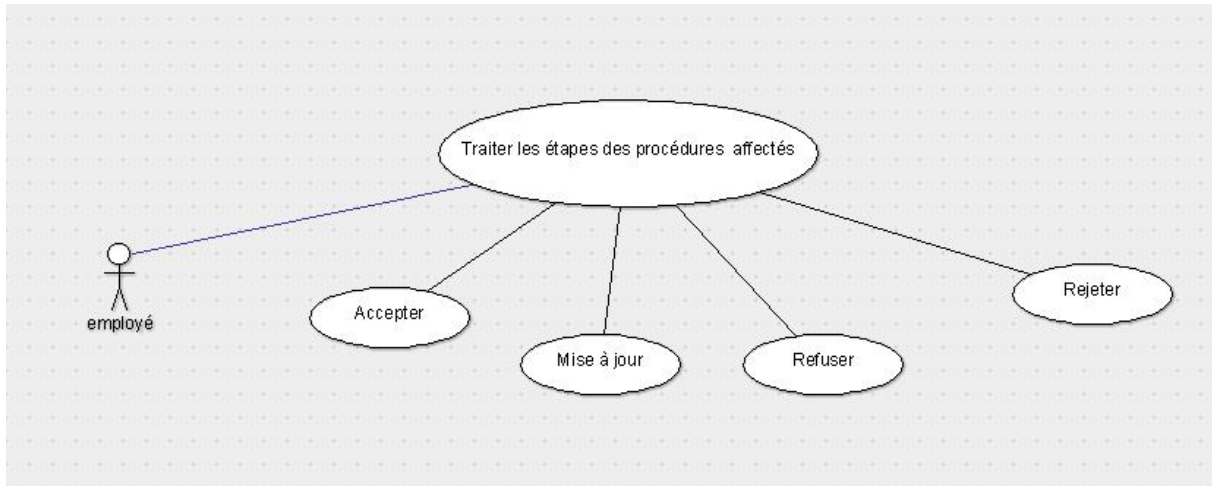 Traiter les étapes des procédures affectés
employé
Accepter
Mise à jour
Refuser
Rejeter